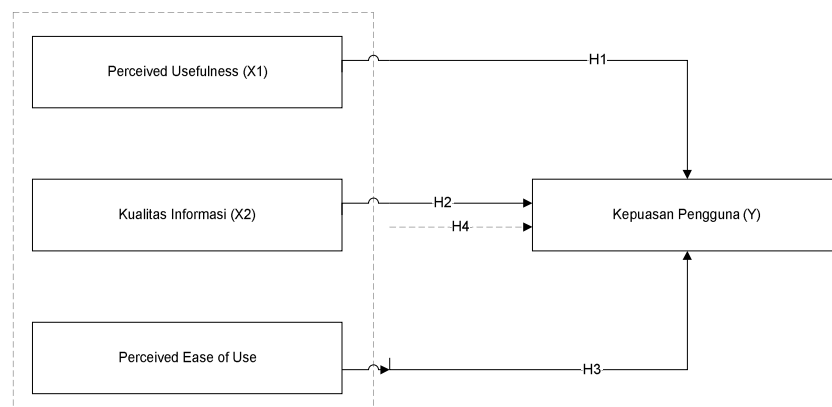 Perceived Usefulness (X1)
H1
Kualitas Informasi (X2)
H2
H4
Kepuasan Pengguna (Y)
Perceived Ease of Use
H3